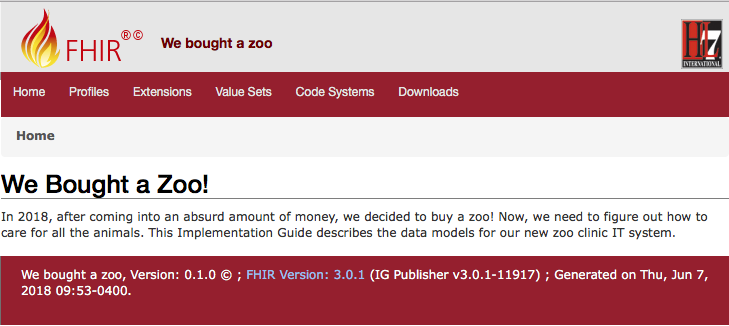 FHIR®© We bought a zoo
HL7 INTERNATIONAL
Home Profiles Extensions Value Sets Code Systems Downloads
Home
We Bought a Zoo!
In 2018, after coming into an absurd amount of money, we decided to buy a zoo! Now, we need to figure out how to
care for all the animals. This Implementation Guide describes the data models for our new zoo clinic IT system.
We bought a zoo, Version: 0.1.0 © ; FHIR Version: 3.0.1 (IG Publisher v3.0.1-11917) ; Generated on Thu, Jun 7,
2018 09:53-0400.